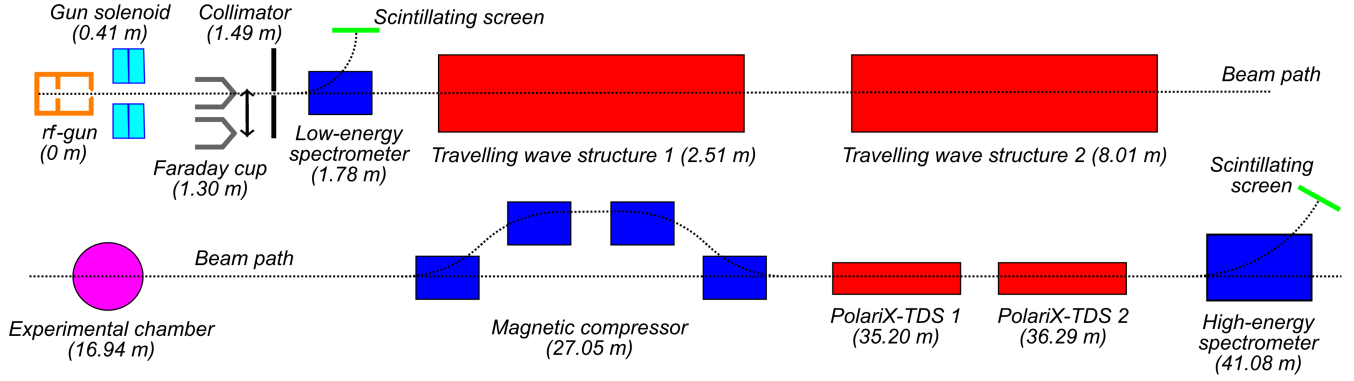 Gun solenoid
(0.41 m)
Collimator
(1.49 m)
Scintillating screen
Beam path
rf-gun
(0 m)
Faraday cup
(1.30 m)
Low-energy
spectrometer
(1.78 m)
Travelling wave structure 1 (2.51 m)
Travelling wave structure 2 (8.01 m)
Scintillating
screen
Beam path
Experimental chamber
(16.94 m)
Magnetic compressor
(27.05 m)
PolariX-TDS 1
(35.20 m)
PolariX-TDS 2
(36.29 m)
High-energy
spectrometer
(41.08 m)